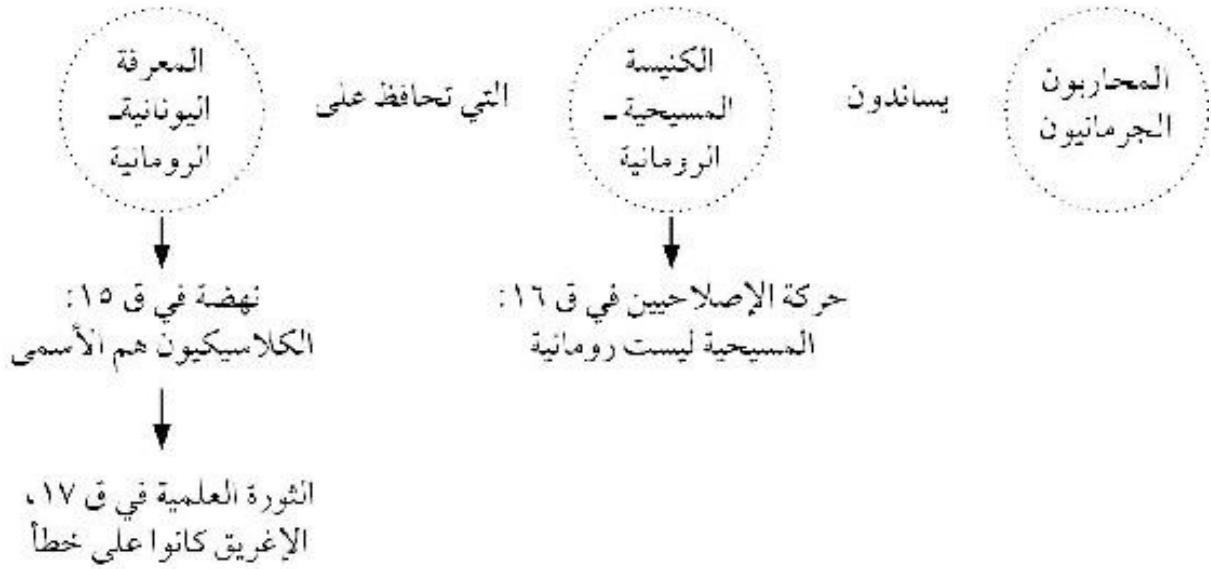 المحاربون
الجرمانيون
يساندون
الكنيسة
المسيحية ـ
الرومانية
التي تحافظ على
المعرفة
اليونانية ـ
الرومانية
حركة الإصلاحيين في ق ١٦:
المسيحية ليست رومانية
نهضة في ق ١٥:
الكلاسيكيون هم الأسمى
الثورة العلمية في ق ١٧،
الإغريق كانوا على خطأ